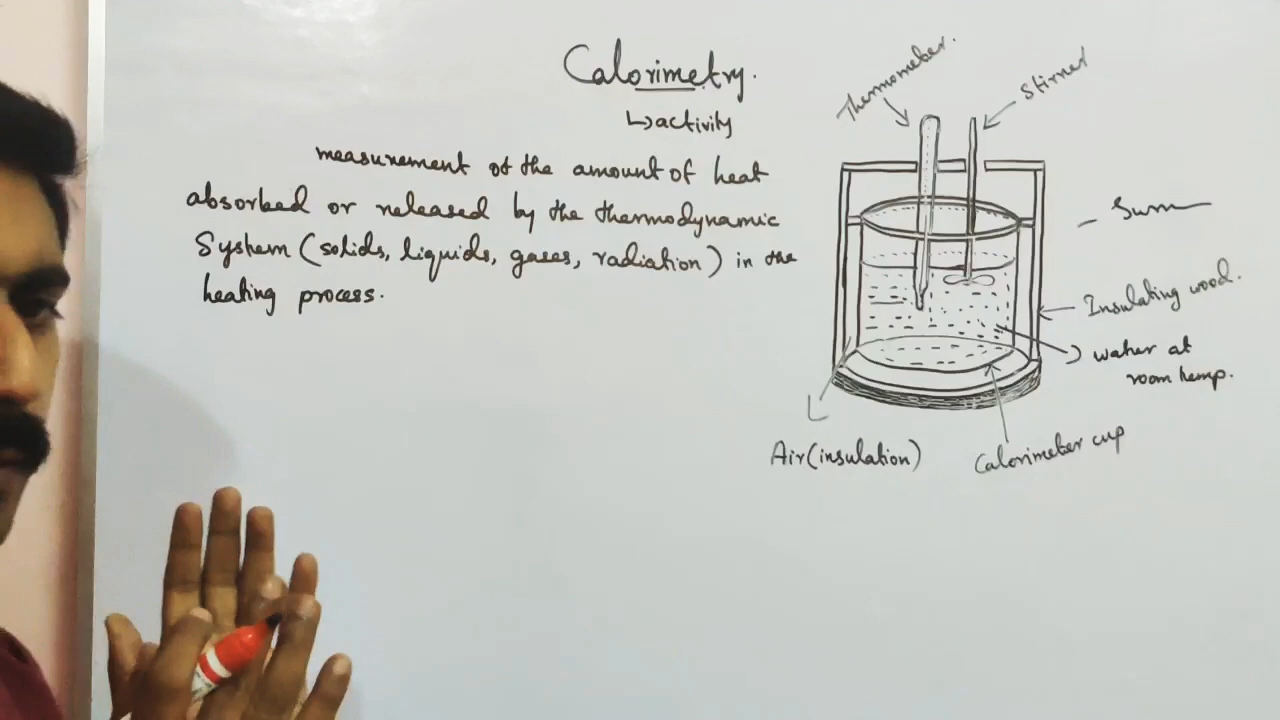 Calorimetry.
↳ activity
measurement of the amount of heat
absorbed or released by the thermodynamic
System (solids, liquids, gases, radiation) in the
heating process.
Thermometer.
Stirrer
Insulating wood.
water at
room temp.
Air (insulation)
Calorimeter cup